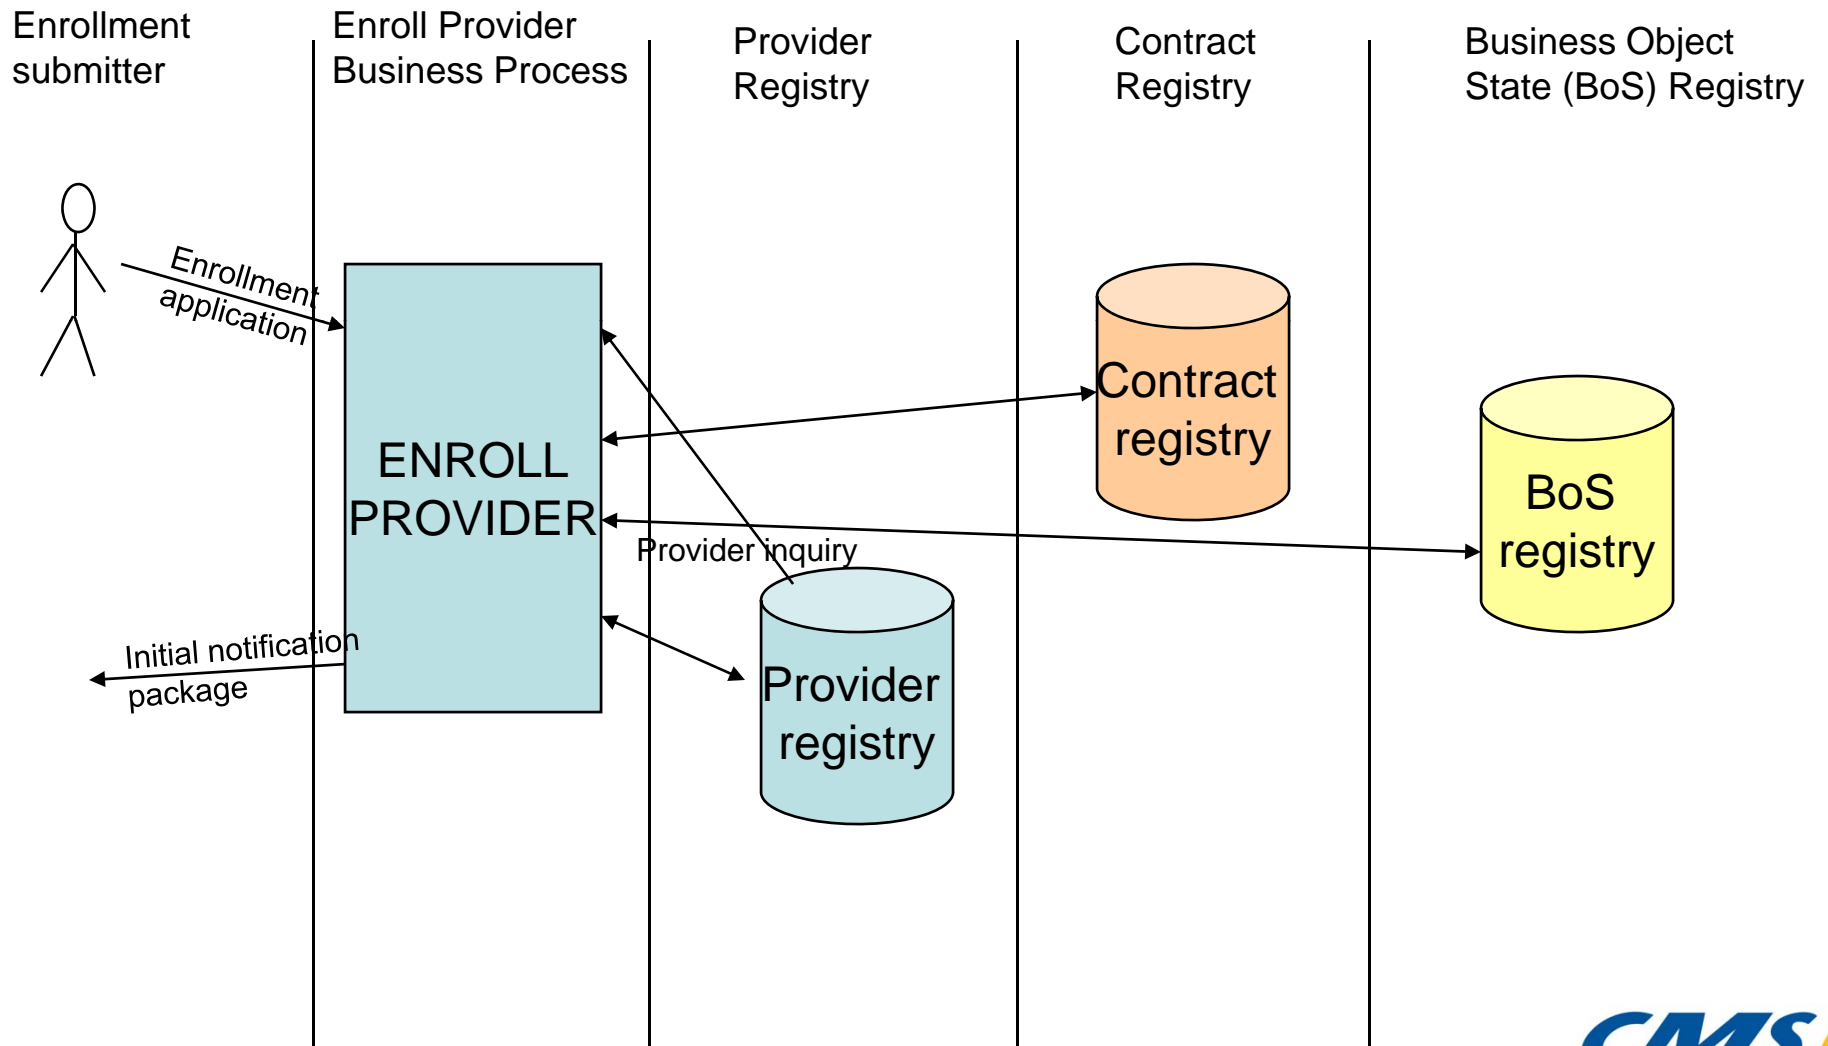 Enrollment
submitter
Enroll Provider
Business Process
Provider
Registry
Contract
Registry
Business Object
State (BoS) Registry
Enrollment
application
ENROLL
PROVIDER
Contract
registry
BoS
registry
Provider inquiry
Provider
registry
Initial notification
package
CMS